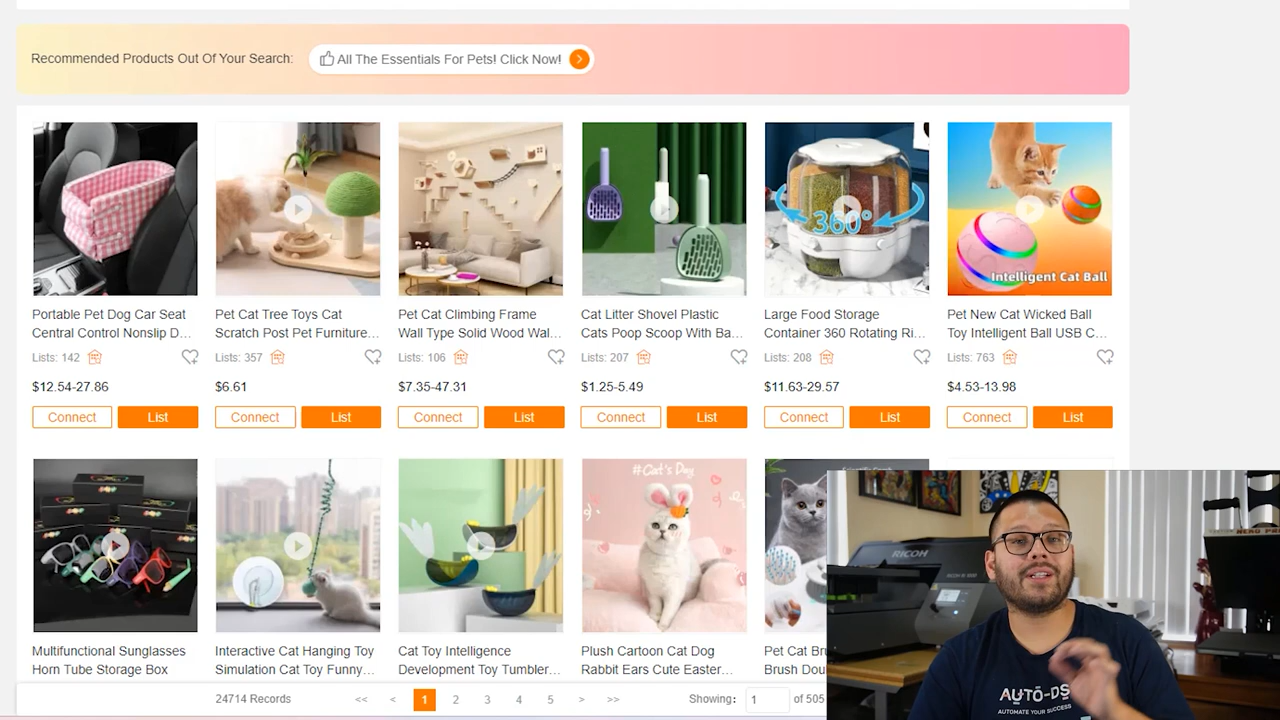 Recommended Products Out Of Your Search:
All The Essentials For Pets! Click Now!
360°
Intelligent Cat Ball
Portable Pet Dog Car Seat
Central Control Nonslip D...
Lists: 142
$12.54-27.86
Connect
List
Pet Cat Tree Toys Cat
Scratch Post Pet Furniture...
Lists: 357
$6.61
Connect
List
Pet Cat Climbing Frame
Wall Type Solid Wood Wal...
Lists: 106
$7.35-47.31
Connect
List
Cat Litter Shovel Plastic
Cats Poop Scoop With Ba...
Lists: 207
$1.25-5.49
Connect
List
Large Food Storage
Container 360 Rotating Ri...
Lists: 208
$11.63-29.57
Connect
List
Pet New Cat Wicked Ball
Toy Intelligent Ball USB C...
Lists: 763
$4.53-13.98
Connect
List
#Cat's Day
Multifunctional Sunglasses
Horn Tube Storage Box
Interactive Cat Hanging Toy
Simulation Cat Toy Funny...
Cat Toy Intelligence
Development Toy Tumbler...
Plush Cartoon Cat Dog
Rabbit Ears Cute Easter...
Pet Cat Bru
Brush Dou
24714 Records
<< < 1 2 3 4 5 > >>
Showing: 1 of 505
RICOH
AUTO-DS
AUTOMATE YOUR SUCCESS